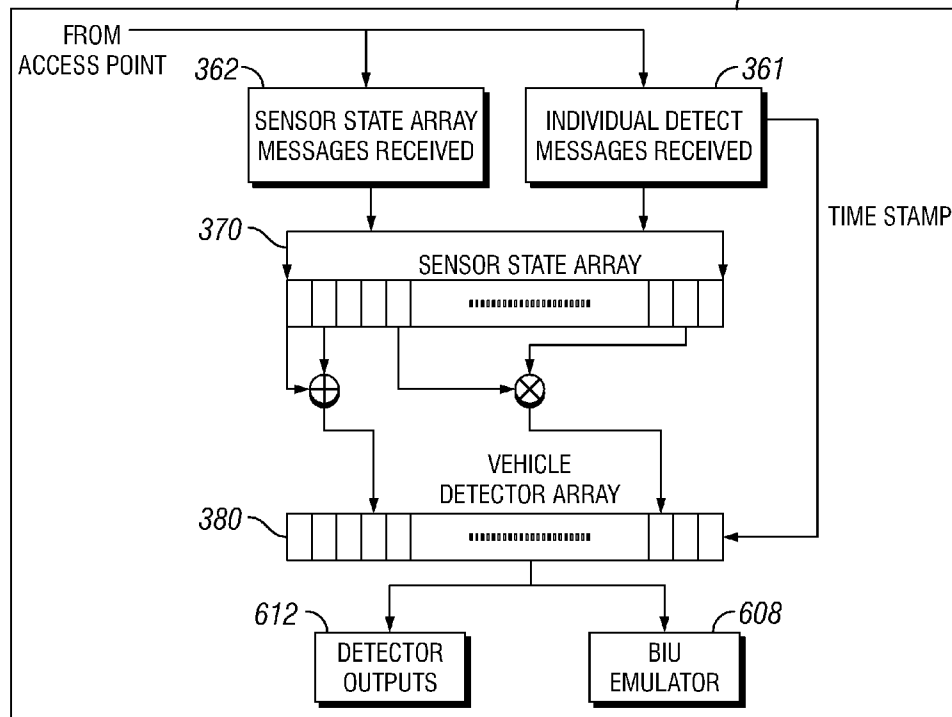 FROM
ACCESS POINT
362
361
SENSOR STATE ARRAY
MESSAGES RECEIVED
INDIVIDUAL DETECT
MESSAGES RECEIVED
TIME STAMP
370
SENSOR STATE ARRAY
VEHICLE
DETECTOR ARRAY
380
612
608
DETECTOR
OUTPUTS
BIU
EMULATOR